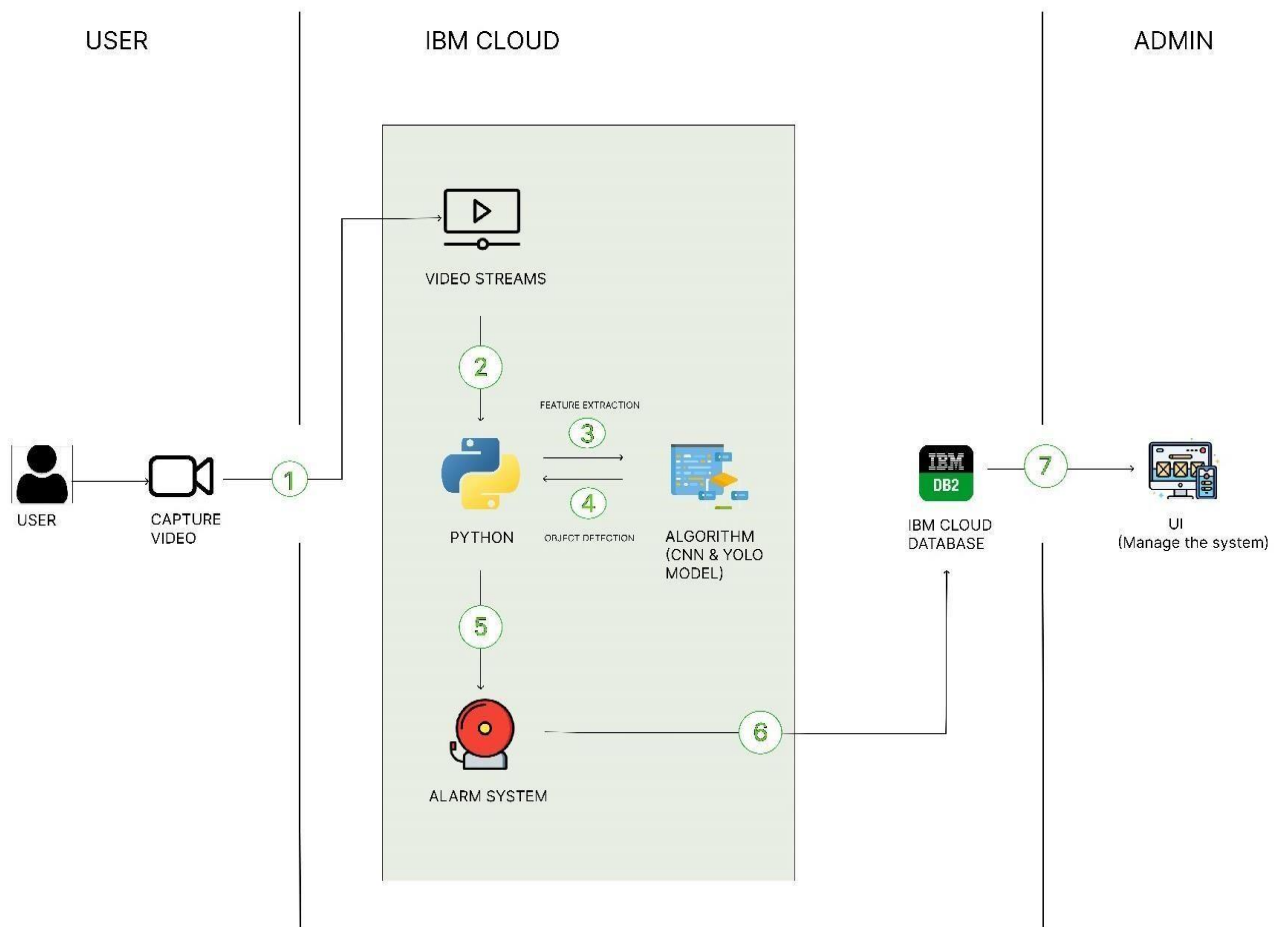 USER
IBM CLOUD
ADMIN
VIDEO STREAMS
2
FEATURE EXTRACTION
3
1
USER
CAPTURE
VIDEO
PYTHON
4
OBJECT DETECTION
ALGORITHM
(CNN & YOLO
MODEL)
IBM
DB2
IBM CLOUD
DATABASE
7
UI
(Manage the system)
5
6
ALARM SYSTEM